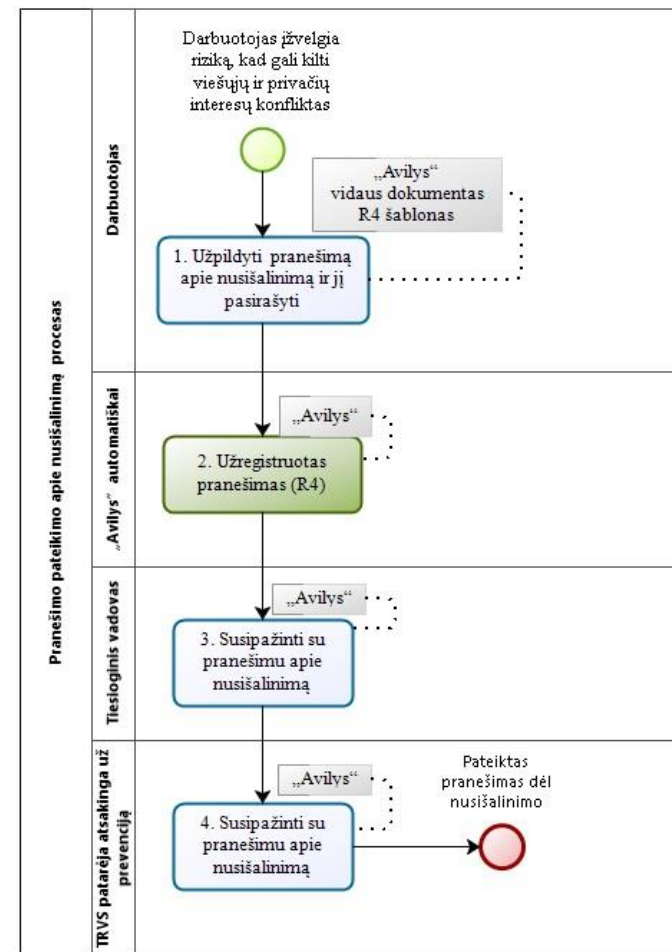 Pranešimo pateikimo apie nusišalinimą procesas
Darbuotojas
Darbuotojas įžvelgia
riziką, kad gali kilti
viešųjų ir privačių
interesų konfliktas
„Avilys“
vidaus dokumentas
R4 šablonas
1. Užpildyti pranešimą
apie nusišalinimą ir jį
pasirašyti
„Avilys“ automatiškai
„Avilys“
2. Užregistruotas
pranešimas (R4)
Tiesioginis vadovas
„Avilys“
3. Susipažinti su
pranešimu apie
nusišalinimą
TRVS patarėja atsakinga už
prevenciją
„Avilys“
4. Susipažinti su
pranešimu apie
nusišalinimą
Pateiktas
pranešimas dėl
nusišalinimo